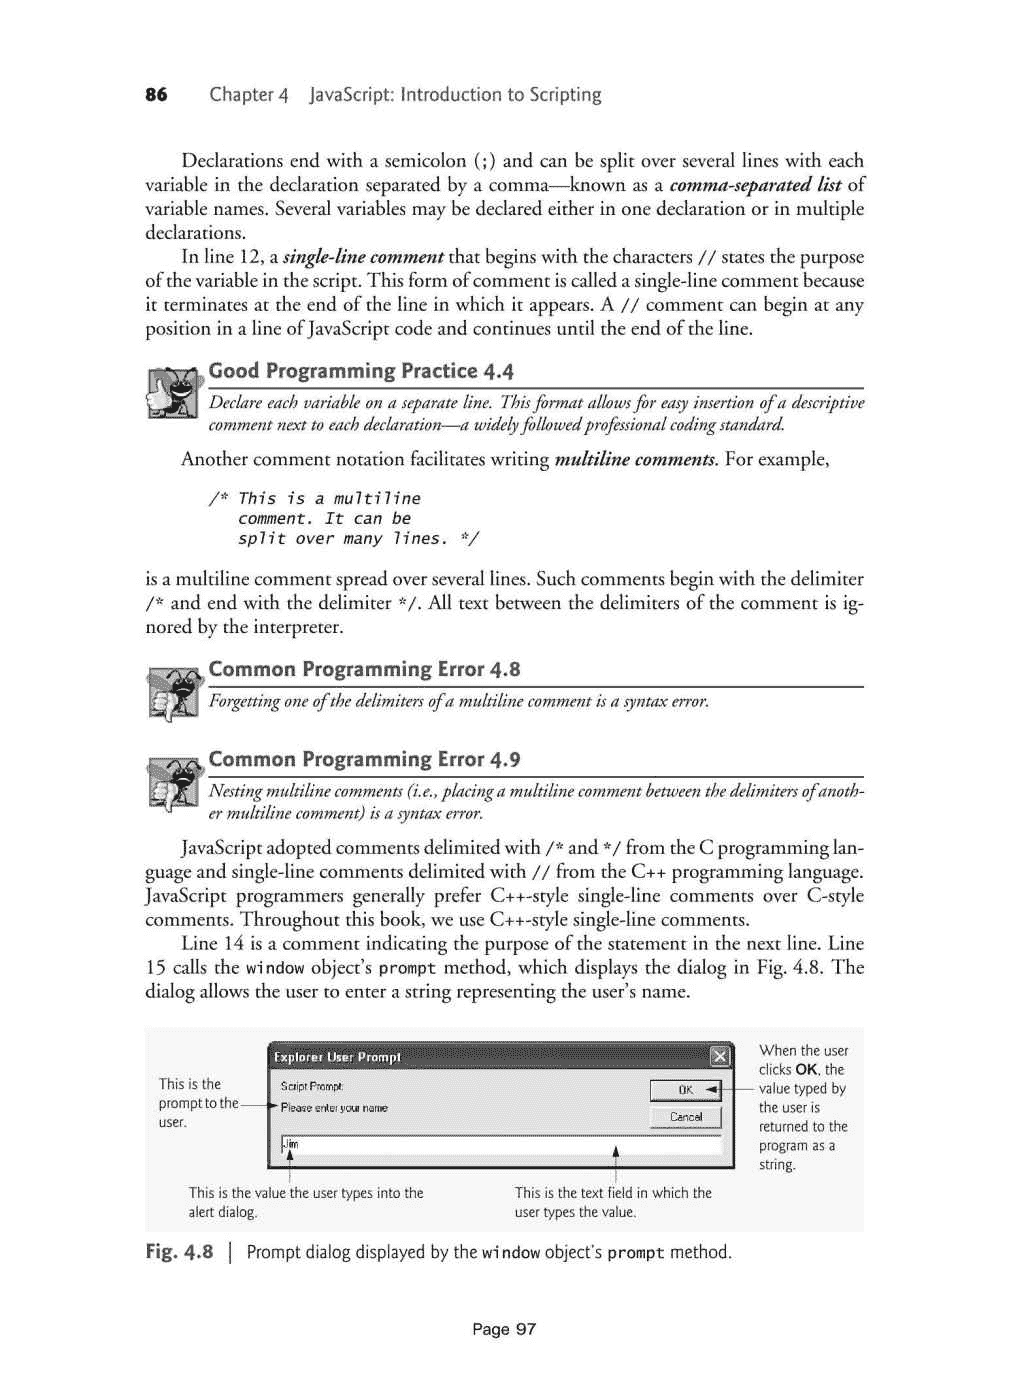 86 Chapter 4 JavaScript: Introduction to Scripting
Declarations end with a semicolon (;) and can be split over several lines with each
variable in the declaration separated by a comma—known as a comma-separated list of
variable names. Several variables may be declared either in one declaration or in multiple
declarations.
In line 12, a single-line comment that begins with the characters // states the purpose
of the variable in the script. This form of comment is called a single-line comment because
it terminates at the end of the line in which it appears. A // comment can begin at any
position in a line of JavaScript code and continues until the end of the line.
Good Programming Practice 4.4
Declare each variable on a separate line. This format allows for easy insertion of a descriptive
comment next to each declaration—a widely followed professional coding standard.
Another comment notation facilitates writing multiline comments. For example,
/* This is a multiline
comment. It can be
split over many lines. */
is a multiline comment spread over several lines. Such comments begin with the delimiter
/* and end with the delimiter */. All text between the delimiters of the comment is ig-
nored by the interpreter.
Common Programming Error 4.8
Forgetting one of the delimiters of a multiline comment is a syntax error.
Common Programming Error 4.9
Nesting multiline comments (i.e., placing a multiline comment between the delimiters of anoth-
er multiline comment) is a syntax error.
JavaScript adopted comments delimited with /* and */ from the C programming lan-
guage and single-line comments delimited with // from the C++ programming language.
JavaScript programmers generally prefer C++-style single-line comments over C-style
comments. Throughout this book, we use C++-style single-line comments.
Line 14 is a comment indicating the purpose of the statement in the next line. Line
15 calls the window object's prompt method, which displays the dialog in Fig. 4.8. The
dialog allows the user to enter a string representing the user's name.
This is the
prompt to the
user.
Explorer User Prompt
Script Prompt:
Please enter your name
OK
Cancel
Jim
When the user
clicks OK, the
value typed by
the user is
returned to the
program as a
string.
This is the value the user types into the
alert dialog.
This is the text field in which the
user types the value.
Fig. 4.8 | Prompt dialog displayed by the window object's prompt method.
Page 97